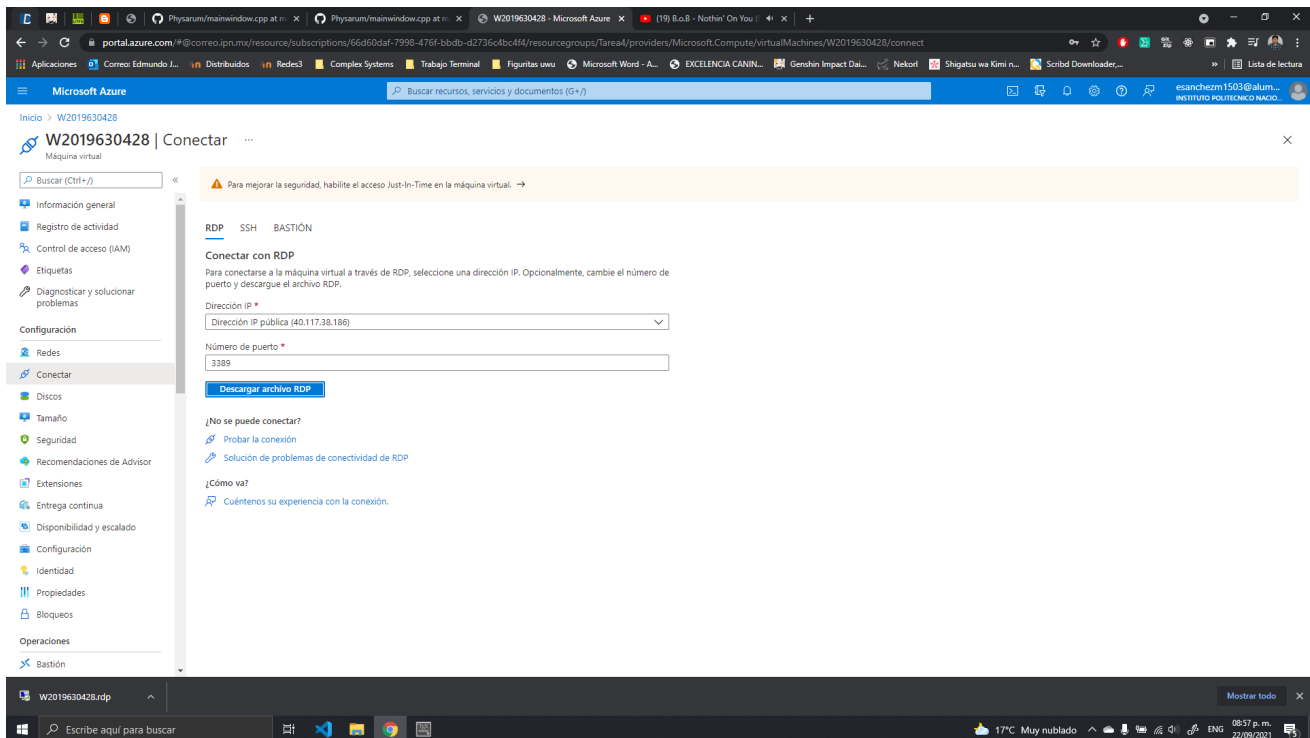 Physarum/mainwindow.cpp at m
Physarum/mainwindow.cpp at m
W2019630428 - Microsoft Azure
(19) B.o.B - Nothin' On You (
portal.azure.com/#@correo.ipn.mx/resource/subscriptions/66d60daf-7998-476f-bbdb-d2736c4bc4f4/resourcegroups/Tarea4/providers/Microsoft.Compute/virtualMachines/W2019630428/connect
Aplicaciones Correo: Edmundo J... Distribuidos Redes3 Complex Systems Trabajo Terminal Figuritas uwu Microsoft Word - A... EXCELENCIA CANIN... Genshin Impact Dai... Nekorl Shigatsu wa Kimi n... Scribd Downloader,... » Lista de lectura
Microsoft Azure
Buscar recursos, servicios y documentos (G+/)
esanchezm1503@alum...
INSTITUTO POLITECNICO NACIO...
Inicio > W2019630428
W2019630428 | Conectar ...
Máquina virtual
Buscar (Ctrl+/)
«
Para mejorar la seguridad, habilite el acceso Just-In-Time en la máquina virtual. →
Información general
Registro de actividad
Control de acceso (IAM)
Etiquetas
Diagnosticar y solucionar
problemas
Configuración
Redes
Conectar
Discos
Tamaño
Seguridad
Recomendaciones de Advisor
Extensiones
Entrega continua
Disponibilidad y escalado
Configuración
Identidad
Propiedades
Bloqueos
Operaciones
Bastión
RDP SSH BASTIÓN
Conectar con RDP
Para conectarse a la máquina virtual a través de RDP, seleccione una dirección IP. Opcionalmente, cambie el número de
puerto y descargue el archivo RDP.
Dirección IP *
Dirección IP pública (40.117.38.186)
Número de puerto *
3389
Descargar archivo RDP
¿No se puede conectar?
Probar la conexión
Solución de problemas de conectividad de RDP
¿Cómo va?
Cuéntenos su experiencia con la conexión.
W2019630428.rdp
Mostrar todo
Escribe aquí para buscar
17°C Muy nublado
ENG
08:57 p. m.
22/09/2021